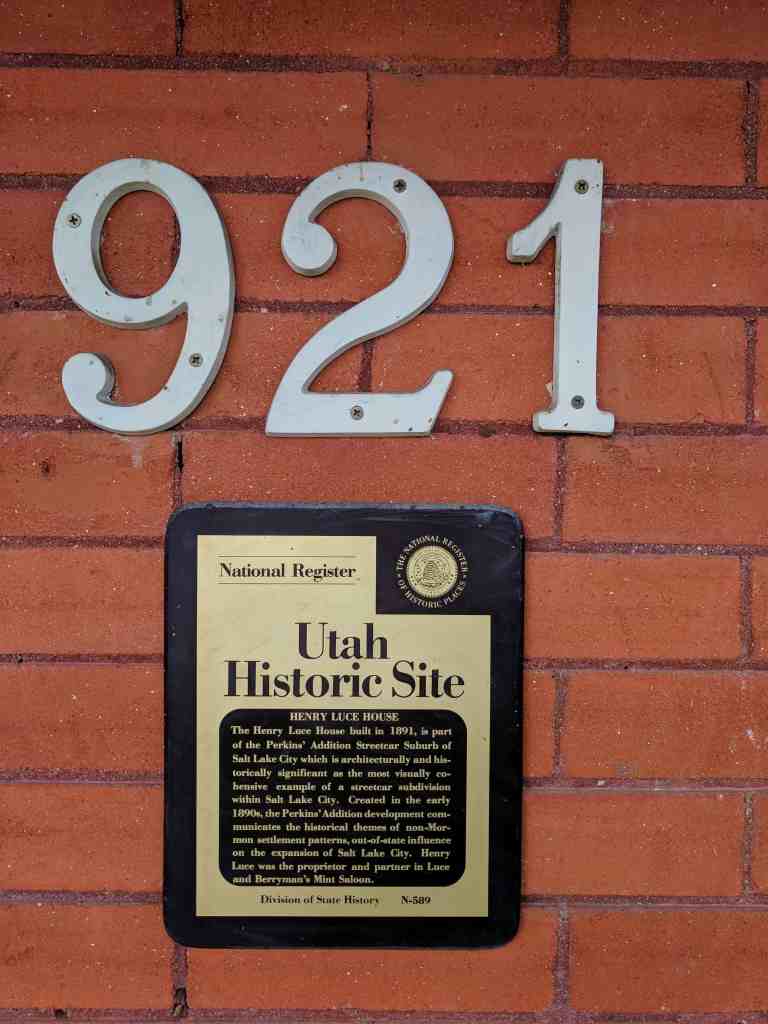 921
National Register
THE NATIONAL REGISTER OF HISTORIC PLACES
Utah
Historic Site
HENRY LUCE HOUSE
The Henry Luce House built in 1891, is part
of the Perkins' Addition Streetcar Suburb of
Salt Lake City which is architecturally and his-
torically significant as the most visually co-
hensive example of a streetcar subdivision
within Salt Lake City. Created in the early
1890s, the Perkins' Addition development com-
municates the historical themes of non-Mor-
mon settlement patterns, out-of-state influence
on the expansion of Salt Lake City. Henry
Luce was the proprietor and partner in Luce
and Berryman's Mint Saloon.
Division of State History N-589